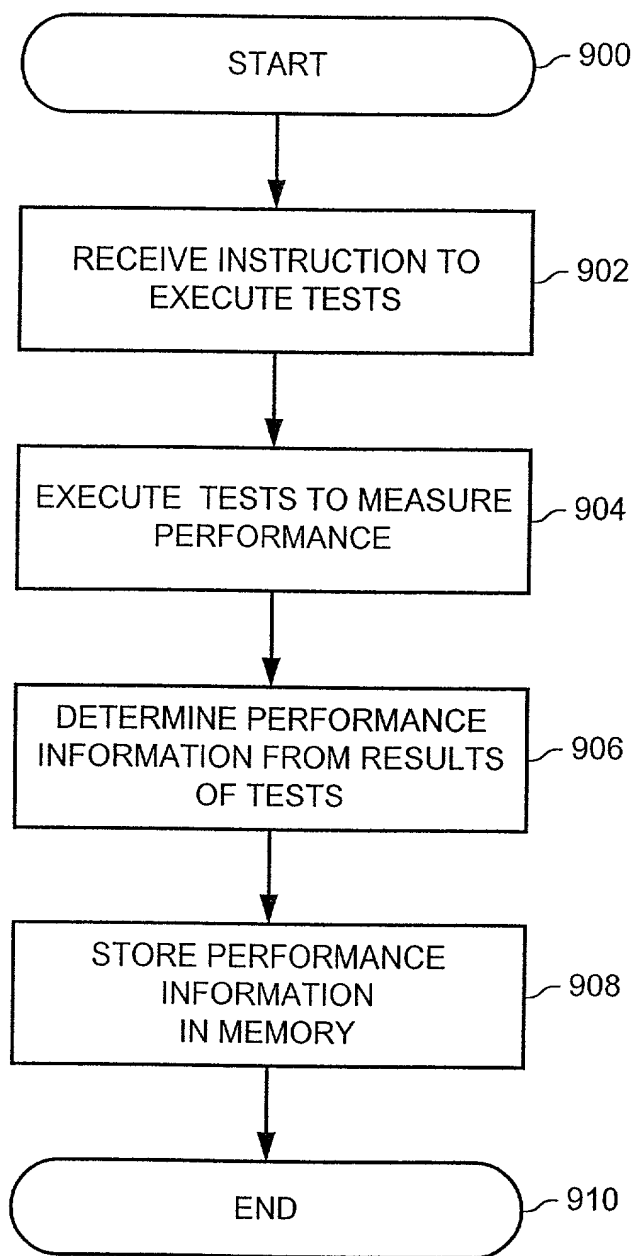 START
900
RECEIVE INSTRUCTION TO
EXECUTE TESTS
902
EXECUTE TESTS TO MEASURE
PERFORMANCE
904
DETERMINE PERFORMANCE
INFORMATION FROM RESULTS
OF TESTS
906
STORE PERFORMANCE
INFORMATION
IN MEMORY
908
END
910